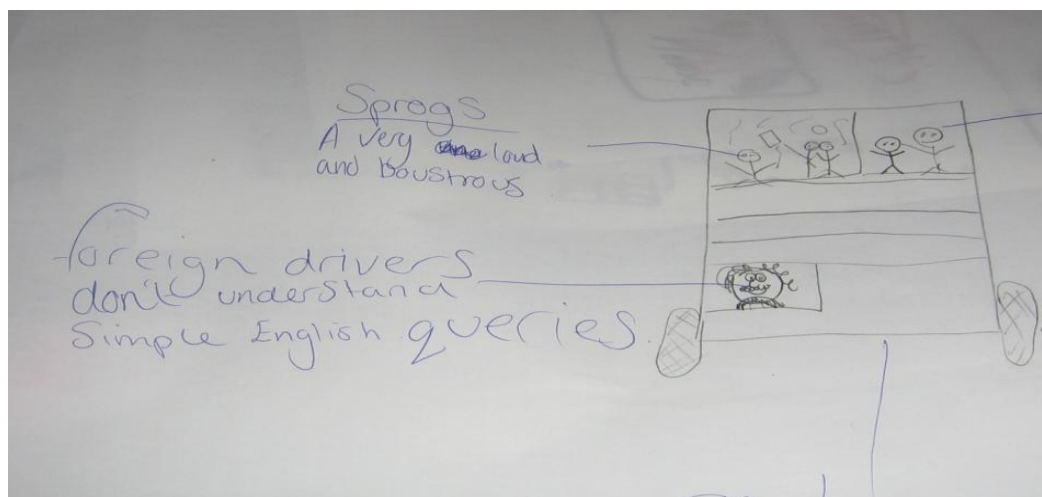 Sprogs
A very loud
and boustrous
foreign drivers
don't understand
Simple English queries.